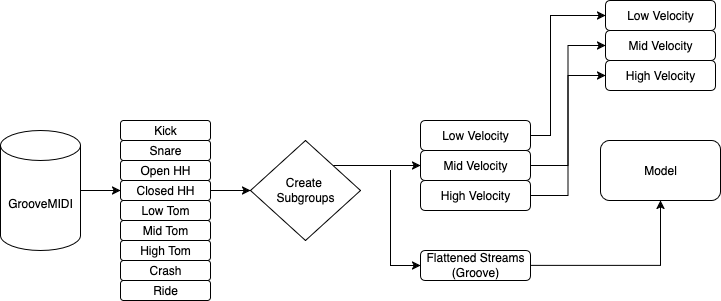 GrooveMIDI
Kick
Snare
Open HH
Closed HH
Low Tom
Mid Tom
High Tom
Crash
Ride
Create
Subgroups
Low Velocity
Mid Velocity
High Velocity
Flattened Streams
(Groove)
Low Velocity
Mid Velocity
High Velocity
Model